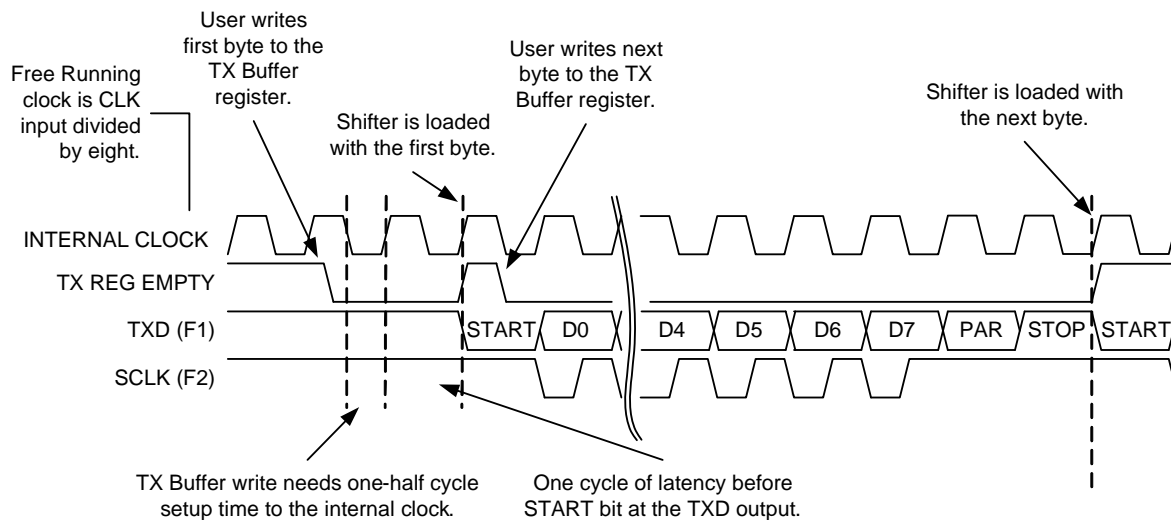 User writes
first byte to the
TX Buffer
register.
User writes next
byte to the TX
Buffer register.
Free Running
clock is CLK
input divided
by eight.
Shifter is loaded
with the first byte.
Shifter is loaded with
the next byte.
INTERNAL CLOCK
TX REG EMPTY
TXD (F1)
START D0 D4 D5 D6 D7 PAR STOP START
SCLK (F2)
TX Buffer write needs one-half cycle
setup time to the internal clock.
One cycle of latency before
START bit at the TXD output.